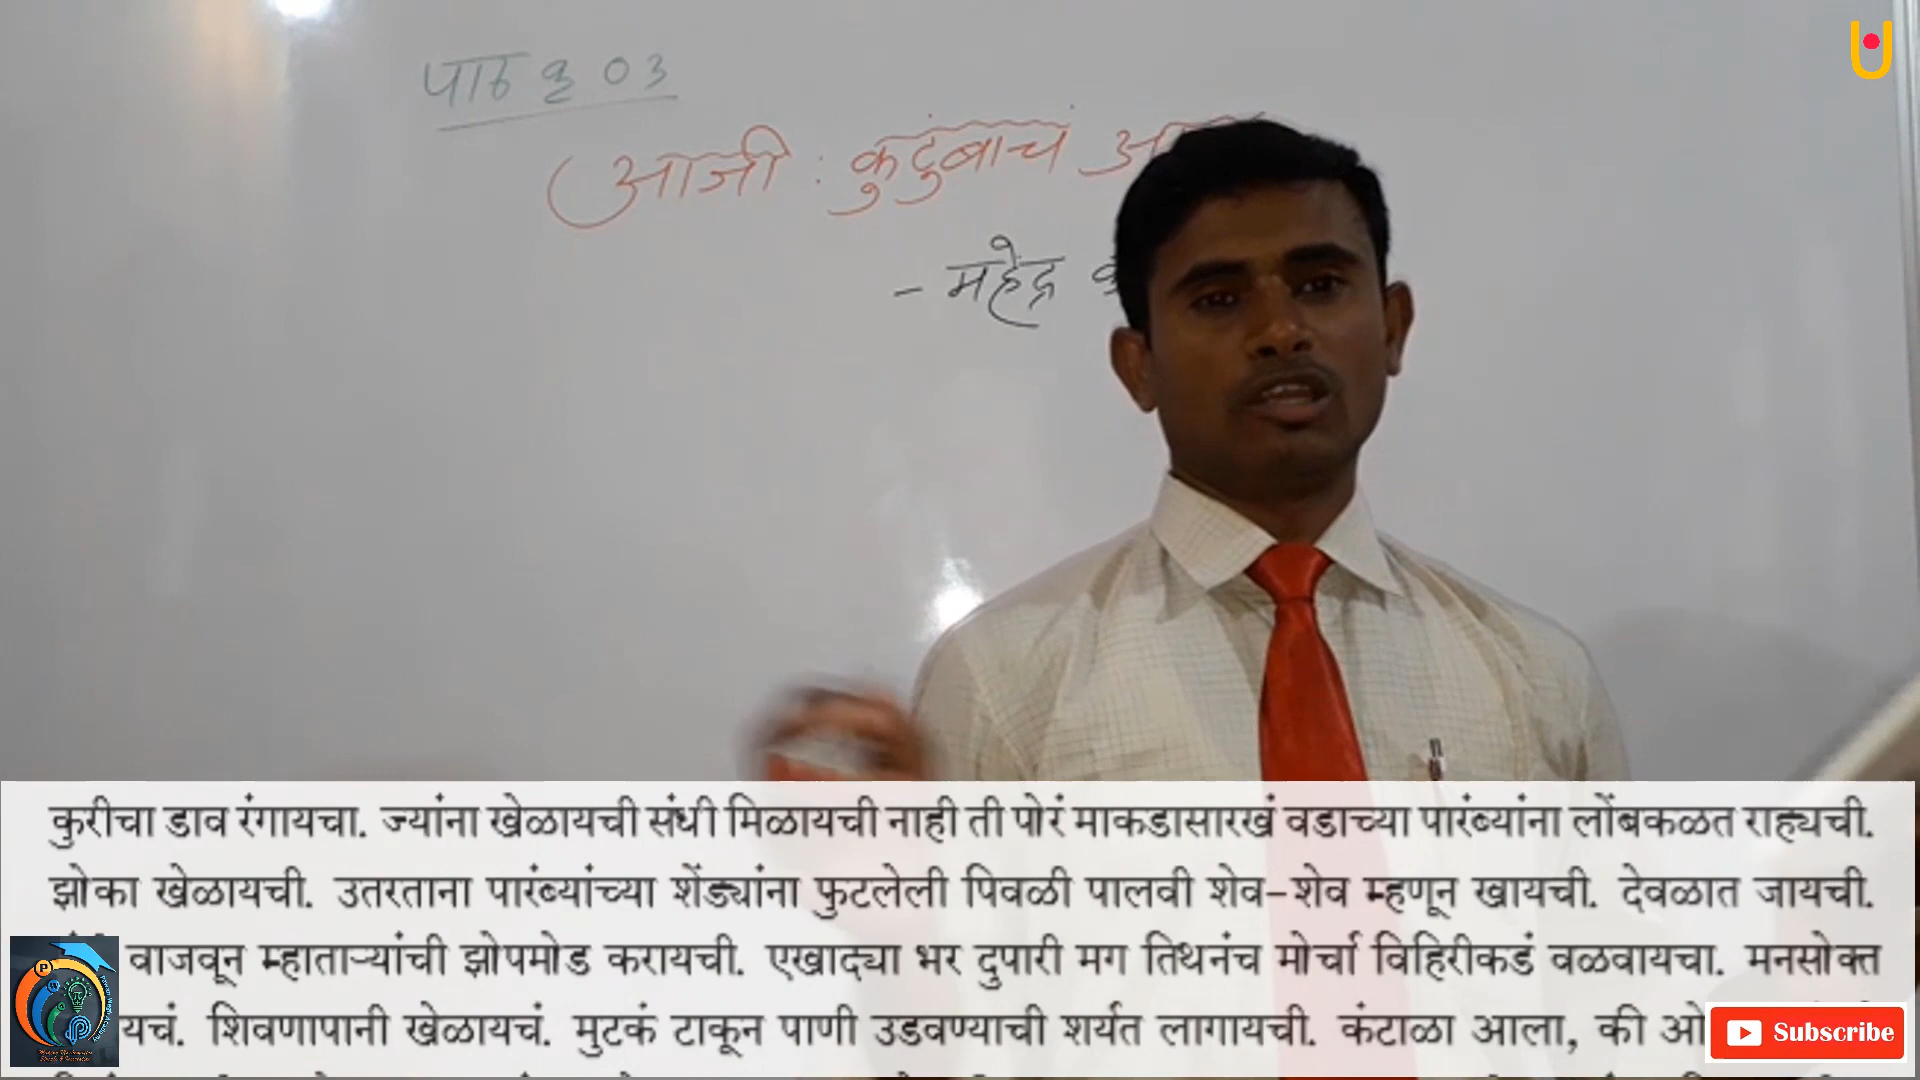 पाठ क्र 03
आजी : कुटुंबाचं
- महेंद्र
कुरीचा डाव रंगायचा. ज्यांना खेळायची संधी मिळायची नाही ती पोरं माकडासारखं वडाच्या पारंब्यांना लोंबकळत राह्यची.
झोका खेळायची. उतरताना पारंब्यांच्या शेंड्यांना फुटलेली पिवळी पालवी शेव-शेव म्हणून खायची. देवळात जायची.
वाजवून म्हाताऱ्यांची झोपमोड करायची. एखाद्या भर दुपारी मग तिथनंच मोर्चा विहिरीकडं वळवायचा. मनसोक्त
यचं. शिवणापानी खेळायचं. मुटकं टाकून पाणी उडवण्याची शर्यत लागायची. कंटाळा आला, की
Subscribe